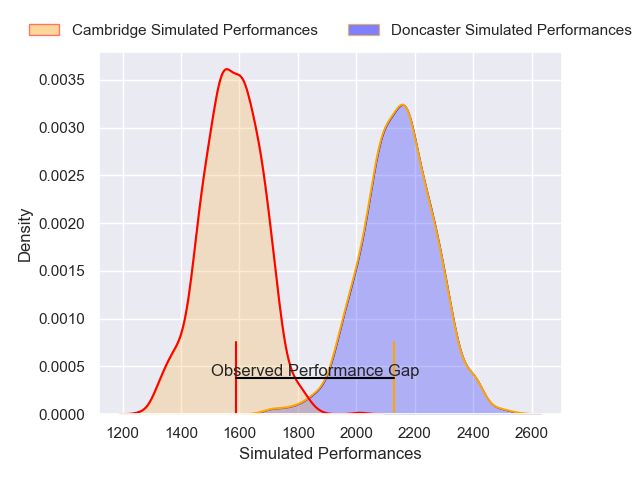 Cambridge Simulated Performances
Doncaster Simulated Performances
0.0035
0.0030
0.0025
0.0020
0.0015
0.0010
0.0005
0.0000
Density
Observed Performance Gap
1200 1400 1600 1800 2000 2200 2400 2600
Simulated Performances